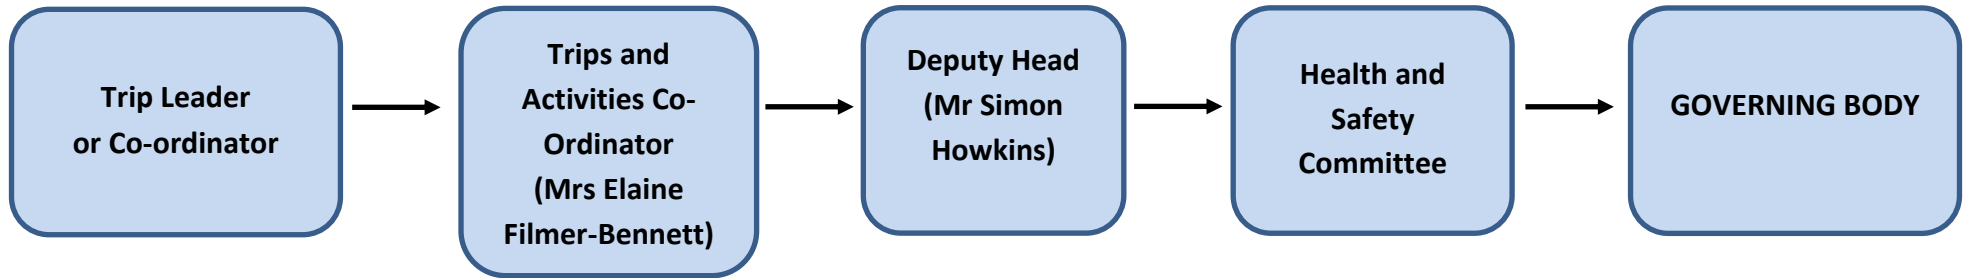 Trip Leader
or Co-ordinator
Trips and
Activities Co-
Ordinator
(Mrs Elaine
Filmer-Bennett)
Deputy Head
(Mr Simon
Howkins)
Health and
Safety
Committee
GOVERNING BODY